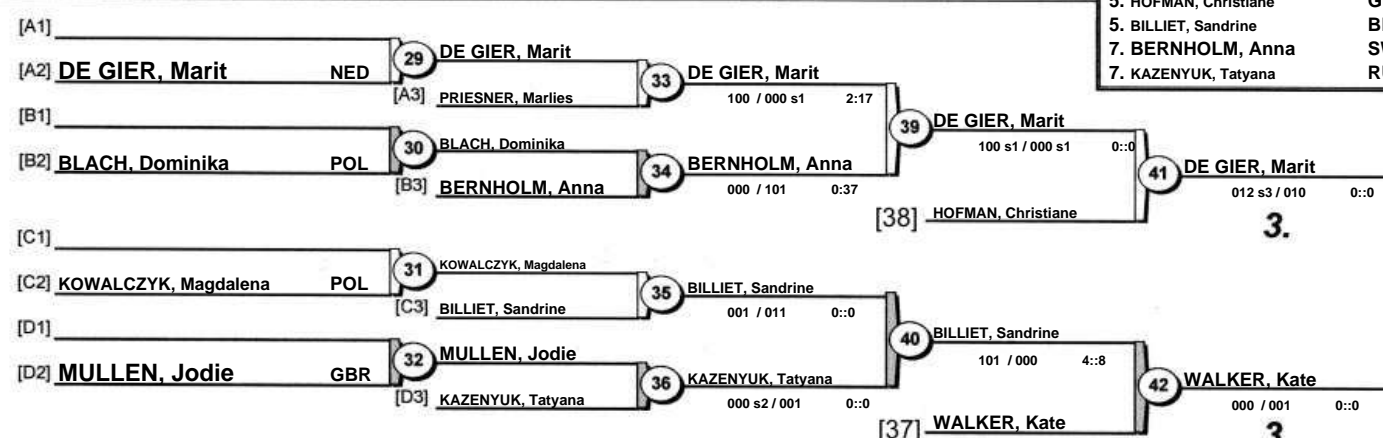 5. HOFMAN, Christiane G
5. BILLIET, Sandrine
7. BERNHOLM, Anna
7. KAZENYUK, Tatyana
[A1]
[A2] DE GIER, Marit NED
29
DE GIER, Marit
[A3] PRIESNER, Marlies
33
DE GIER, Marit
100 / 000 s1 2:17
[B1]
[B2] BLACH, Dominika POL
30
BLACH, Dominika
[B3] BERNHOLM, Anna
34
BERNHOLM, Anna
000 / 101 0:37
39
DE GIER, Marit
100 s1 / 000 s1 0::0
[38] HOFMAN, Christiane
41
DE GIER, Marit
012 s3 / 010 0::0
3.
[C1]
[C2] KOWALCZYK, Magdalena POL
31
KOWALCZYK, Magdalena
[C3] BILLIET, Sandrine
35
BILLIET, Sandrine
001 / 011 0::0
[D1]
[D2] MULLEN, Jodie GBR
32
MULLEN, Jodie
[D3] KAZENYUK, Tatyana
36
KAZENYUK, Tatyana
000 s2 / 001 0::0
40
BILLIET, Sandrine
101 / 000 4::8
[37] WALKER, Kate
42
WALKER, Kate
000 / 001 0::0
3